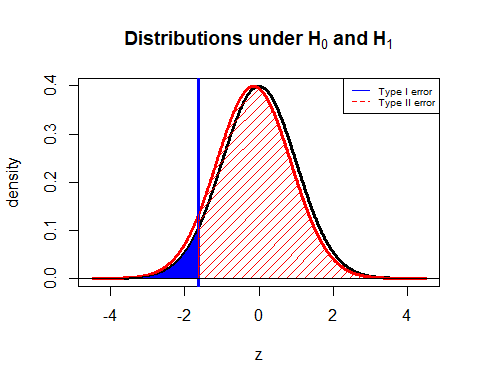 Distributions under H₀ and H₁
Type I error
Type II error
density
0.0 0.1 0.2 0.3 0.4
-4 -2 0 2 4
z